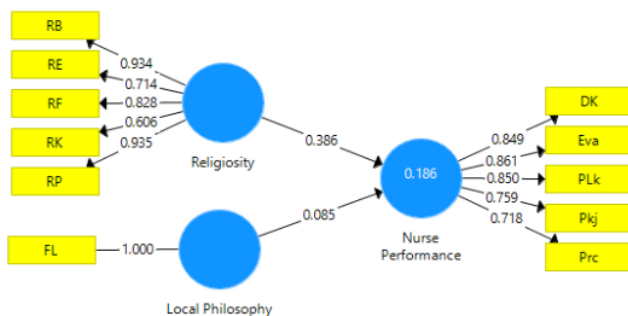 RB
RE
RF
RK
RP
0.934
0.714
0.828
0.606
0.935
Religiosity
0.386
FL
1.000
Local Philosophy
0.085
0.186
Nurse
Performance
0.849
0.861
0.850
0.759
0.718
DK
Eva
PLk
Pkj
Prc